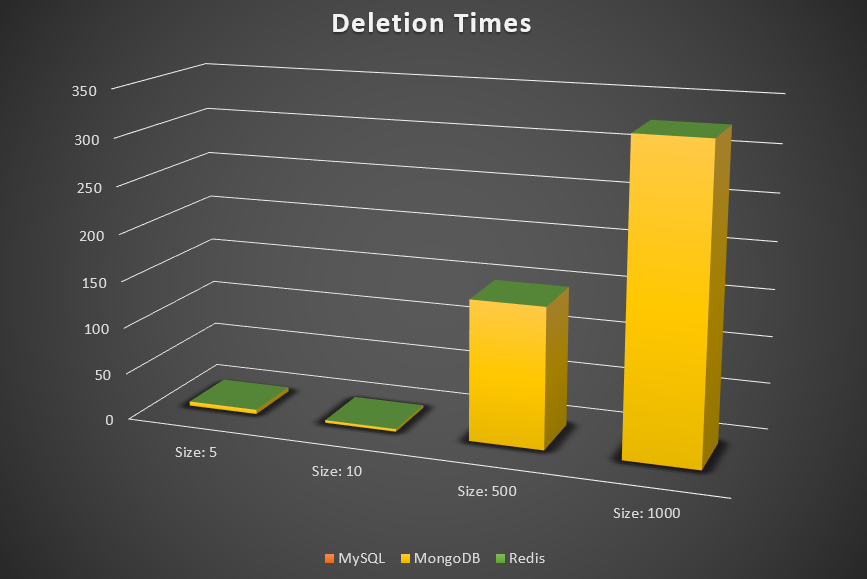 Deletion Times
350
300
250
200
150
100
50
0
Size: 5
Size: 10
Size: 500
Size: 1000
MySQL MongoDB Redis